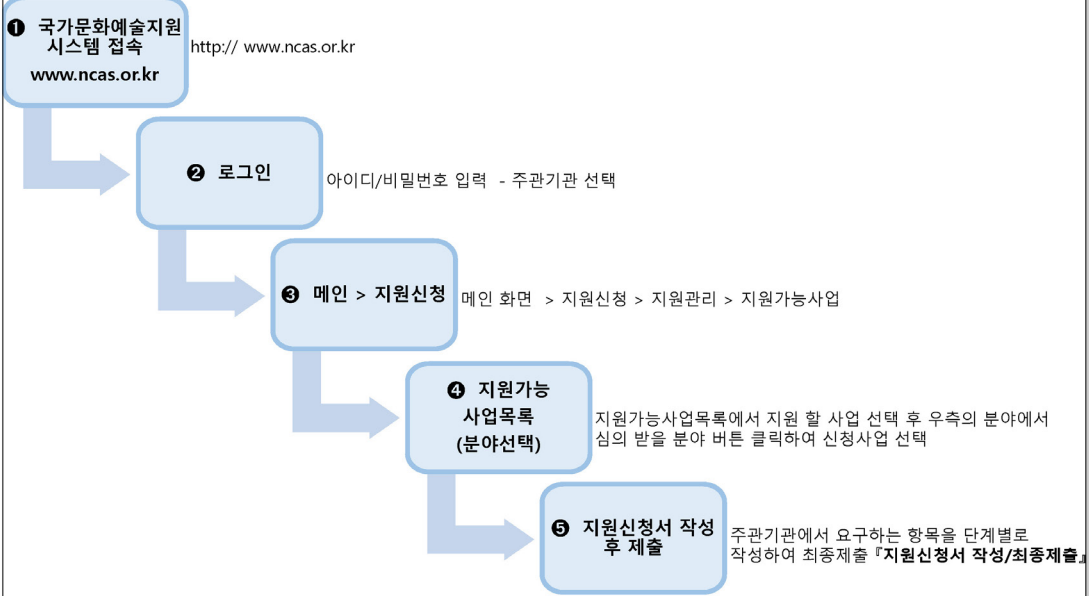 ❶ 국가문화예술지원
시스템 접속
www.ncas.or.kr
http:// www.ncas.or.kr
❷ 로그인
아이디/비밀번호 입력 - 주관기관 선택
❸ 메인 > 지원신청
메인 화면 > 지원신청 > 지원관리 > 지원가능사업
❹ 지원가능
사업목록
(분야선택)
지원가능사업목록에서 지원 할 사업 선택 후 우측의 분야에서
심의 받을 분야 버튼 클릭하여 신청사업 선택
❺ 지원신청서 작성
후 제출
주관기관에서 요구하는 항목을 단계별로
작성하여 최종제출『지원신청서 작성/최종제출』